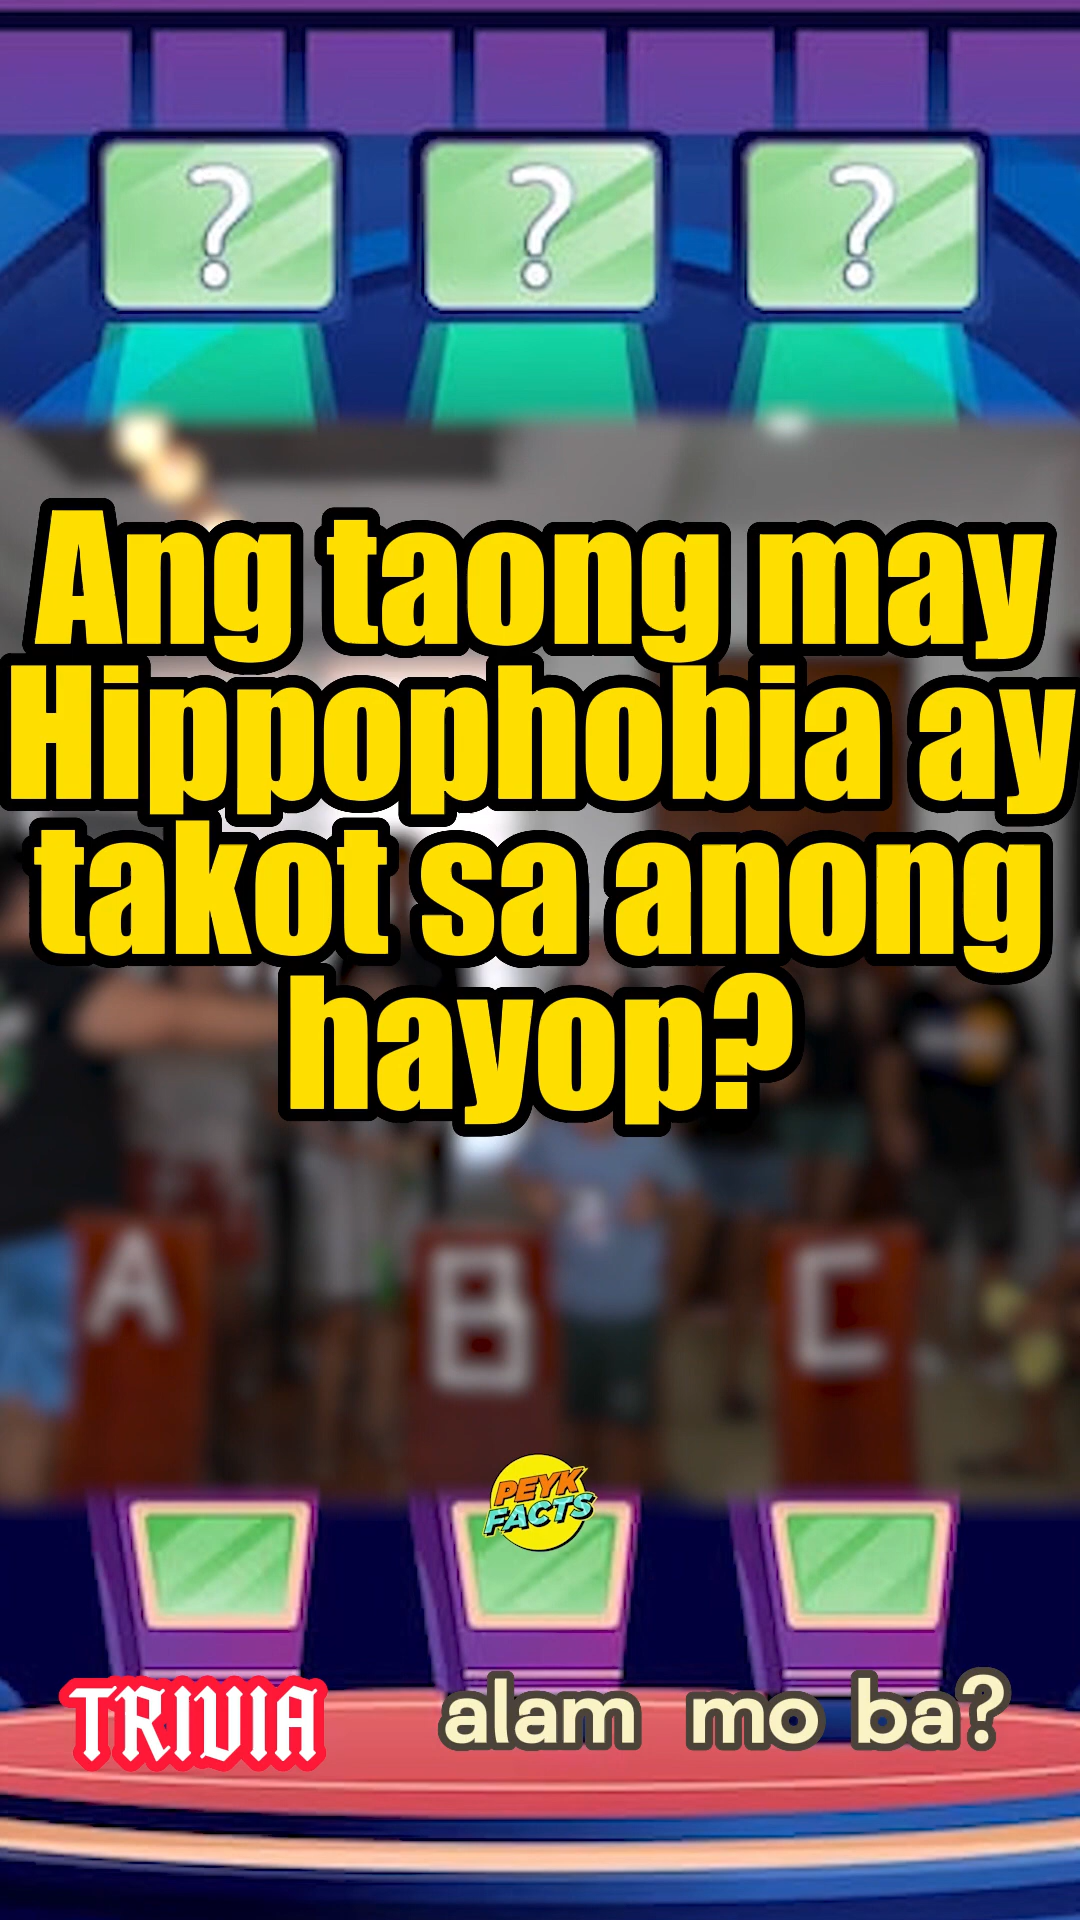 ?
?
?
Ang taong may
Hippophobia ay
takot sa anong
hayop?
A
B
C
PEYK
FACTS
TRIVIA
alam mo ba?